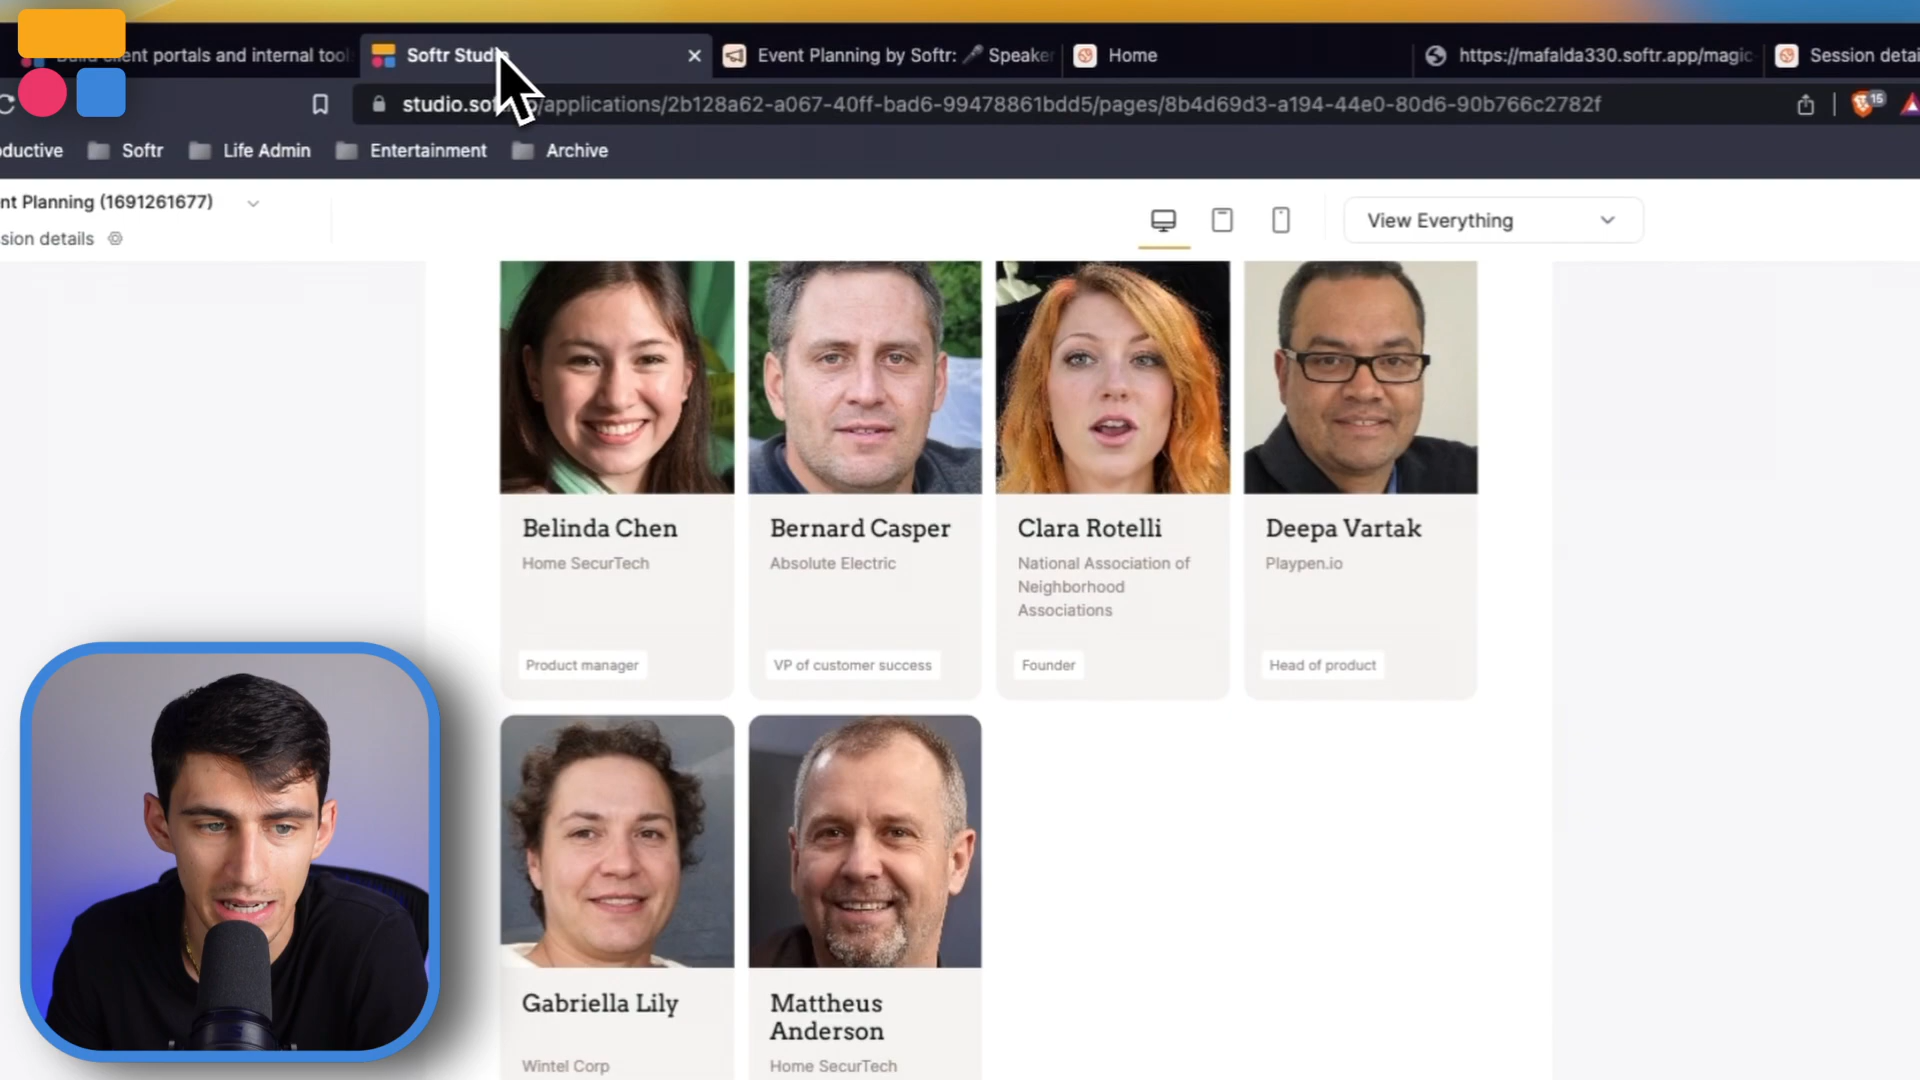 ent portals and internal tool
Softr Studio
Event Planning by Softr: 🎤 Speaker
Home
https://mafalda330.softr.app/magic-
Session detai
/applications/2b128a62-a067-40ff-bad6-99478861bdd5/pages/8b4d69d3-a194-44e0-80d6-90b766c2782f
15
oductive
Softr
Life Admin
Entertainment
Archive
nt Planning (1691261677)
sion details
View Everything
Belinda Chen
Home SecurTech
Product manager
Bernard Casper
Absolute Electric
VP of customer success
Clara Rotelli
National Association of
Neighborhood
Associations
Founder
Deepa Vartak
Playpen.io
Head of product
Gabriella Lily
Wintel Corp
Mattheus
Anderson
Home SecurTech